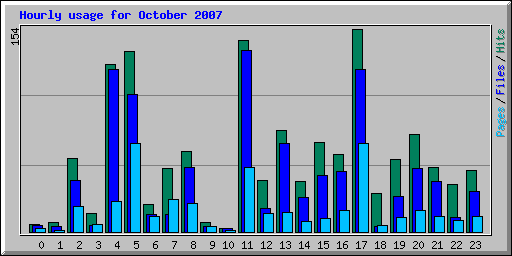 Hourly usage for October 2007
154
Pages/Files/Hits
0 1 2 3 4 5 6 7 8 9 10 11 12 13 14 15 16 17 18 19 20 21 22 23